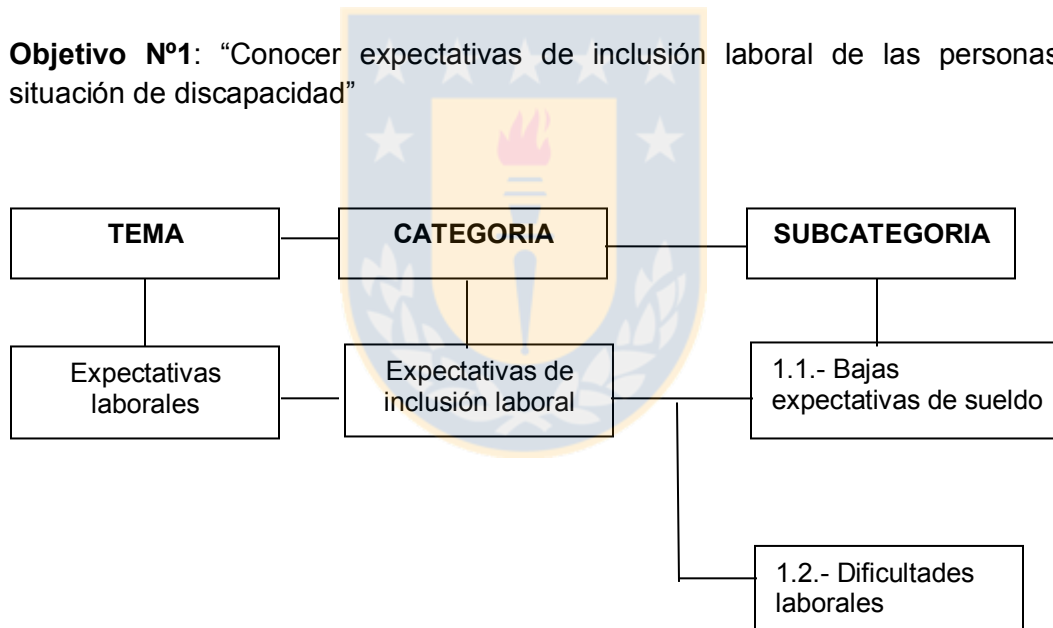 Objetivo Nº1: “Conocer expectativas de inclusión laboral de las personas
situación de discapacidad”
TEMA
CATEGORIA
SUBCATEGORIA
Expectativas
laborales
Expectativas de
inclusión laboral
1.1.- Bajas
expectativas de sueldo
1.2.- Dificultades
laborales